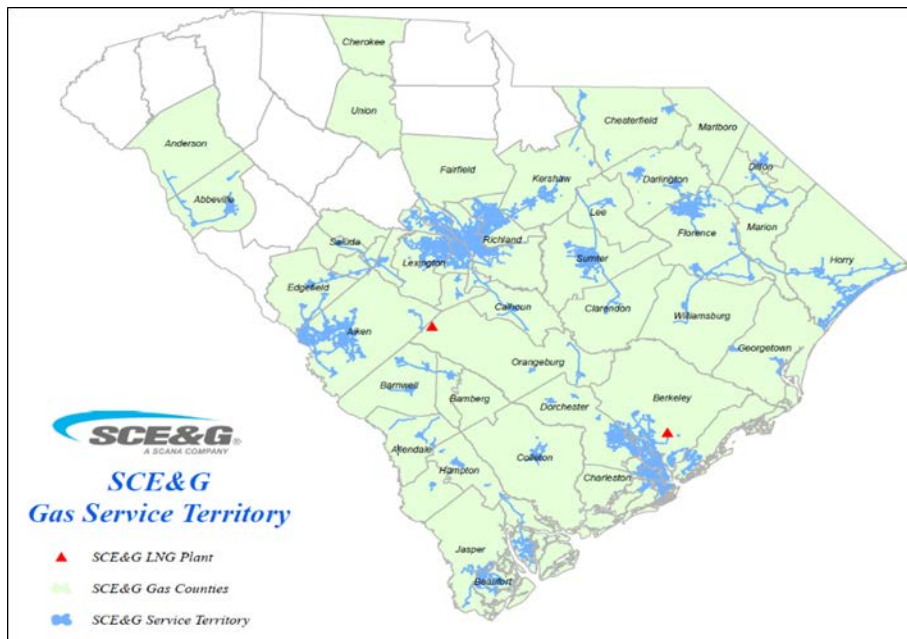 Cherokee
Union
Anderson
Abbeville
Fairfield
Kershaw
Chesterfield
Marlboro
Dillon
Darlington
Lee
Florence
Marion
Horry
Saluda
Richland
Lexington
Sumter
Edgefield
Calhoun
Clarendon
Williamsburg
Aiken
Georgetown
Orangeburg
Barnwell
Bamberg
Dorchester
Berkeley
Allendale
Hampton
Colleton
Charleston
Jasper
Beaufort
SCE&G®
A SCANA COMPANY
SCE&G
Gas Service Territory
SCE&G LNG Plant
SCE&G Gas Counties
SCE&G Service Territory